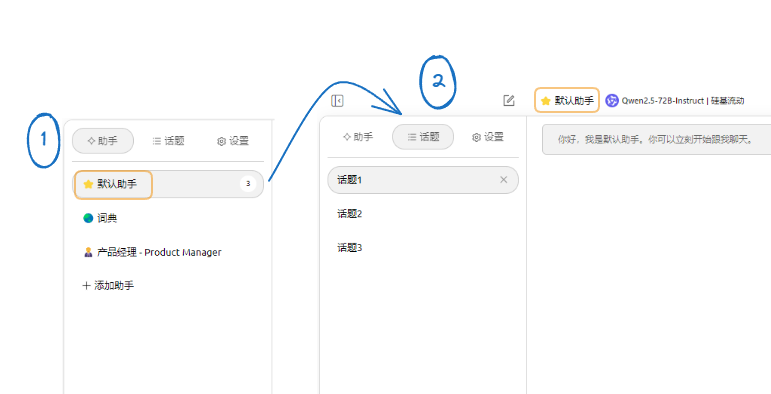 1
助手 话题 设置
默认助手 3
词典
产品经理 - Product Manager
添加助手
2
默认助手 Qwen2.5-72B-Instruct | 硅基流动
助手 话题 设置
你好，我是默认助手。你可以立刻开始跟我聊天。
话题1
话题2
话题3